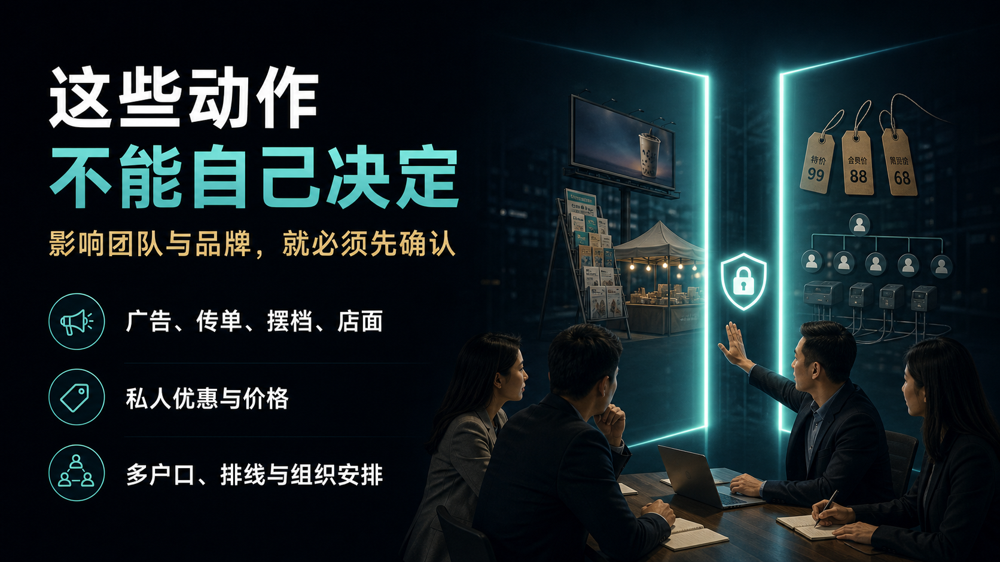 这些动作
不能自己决定
影响团队与品牌，就必须先确认
广告、传单、摆档、店面
私人优惠与价格
多户口、排线与组织安排
特价
99
会员价
88
68